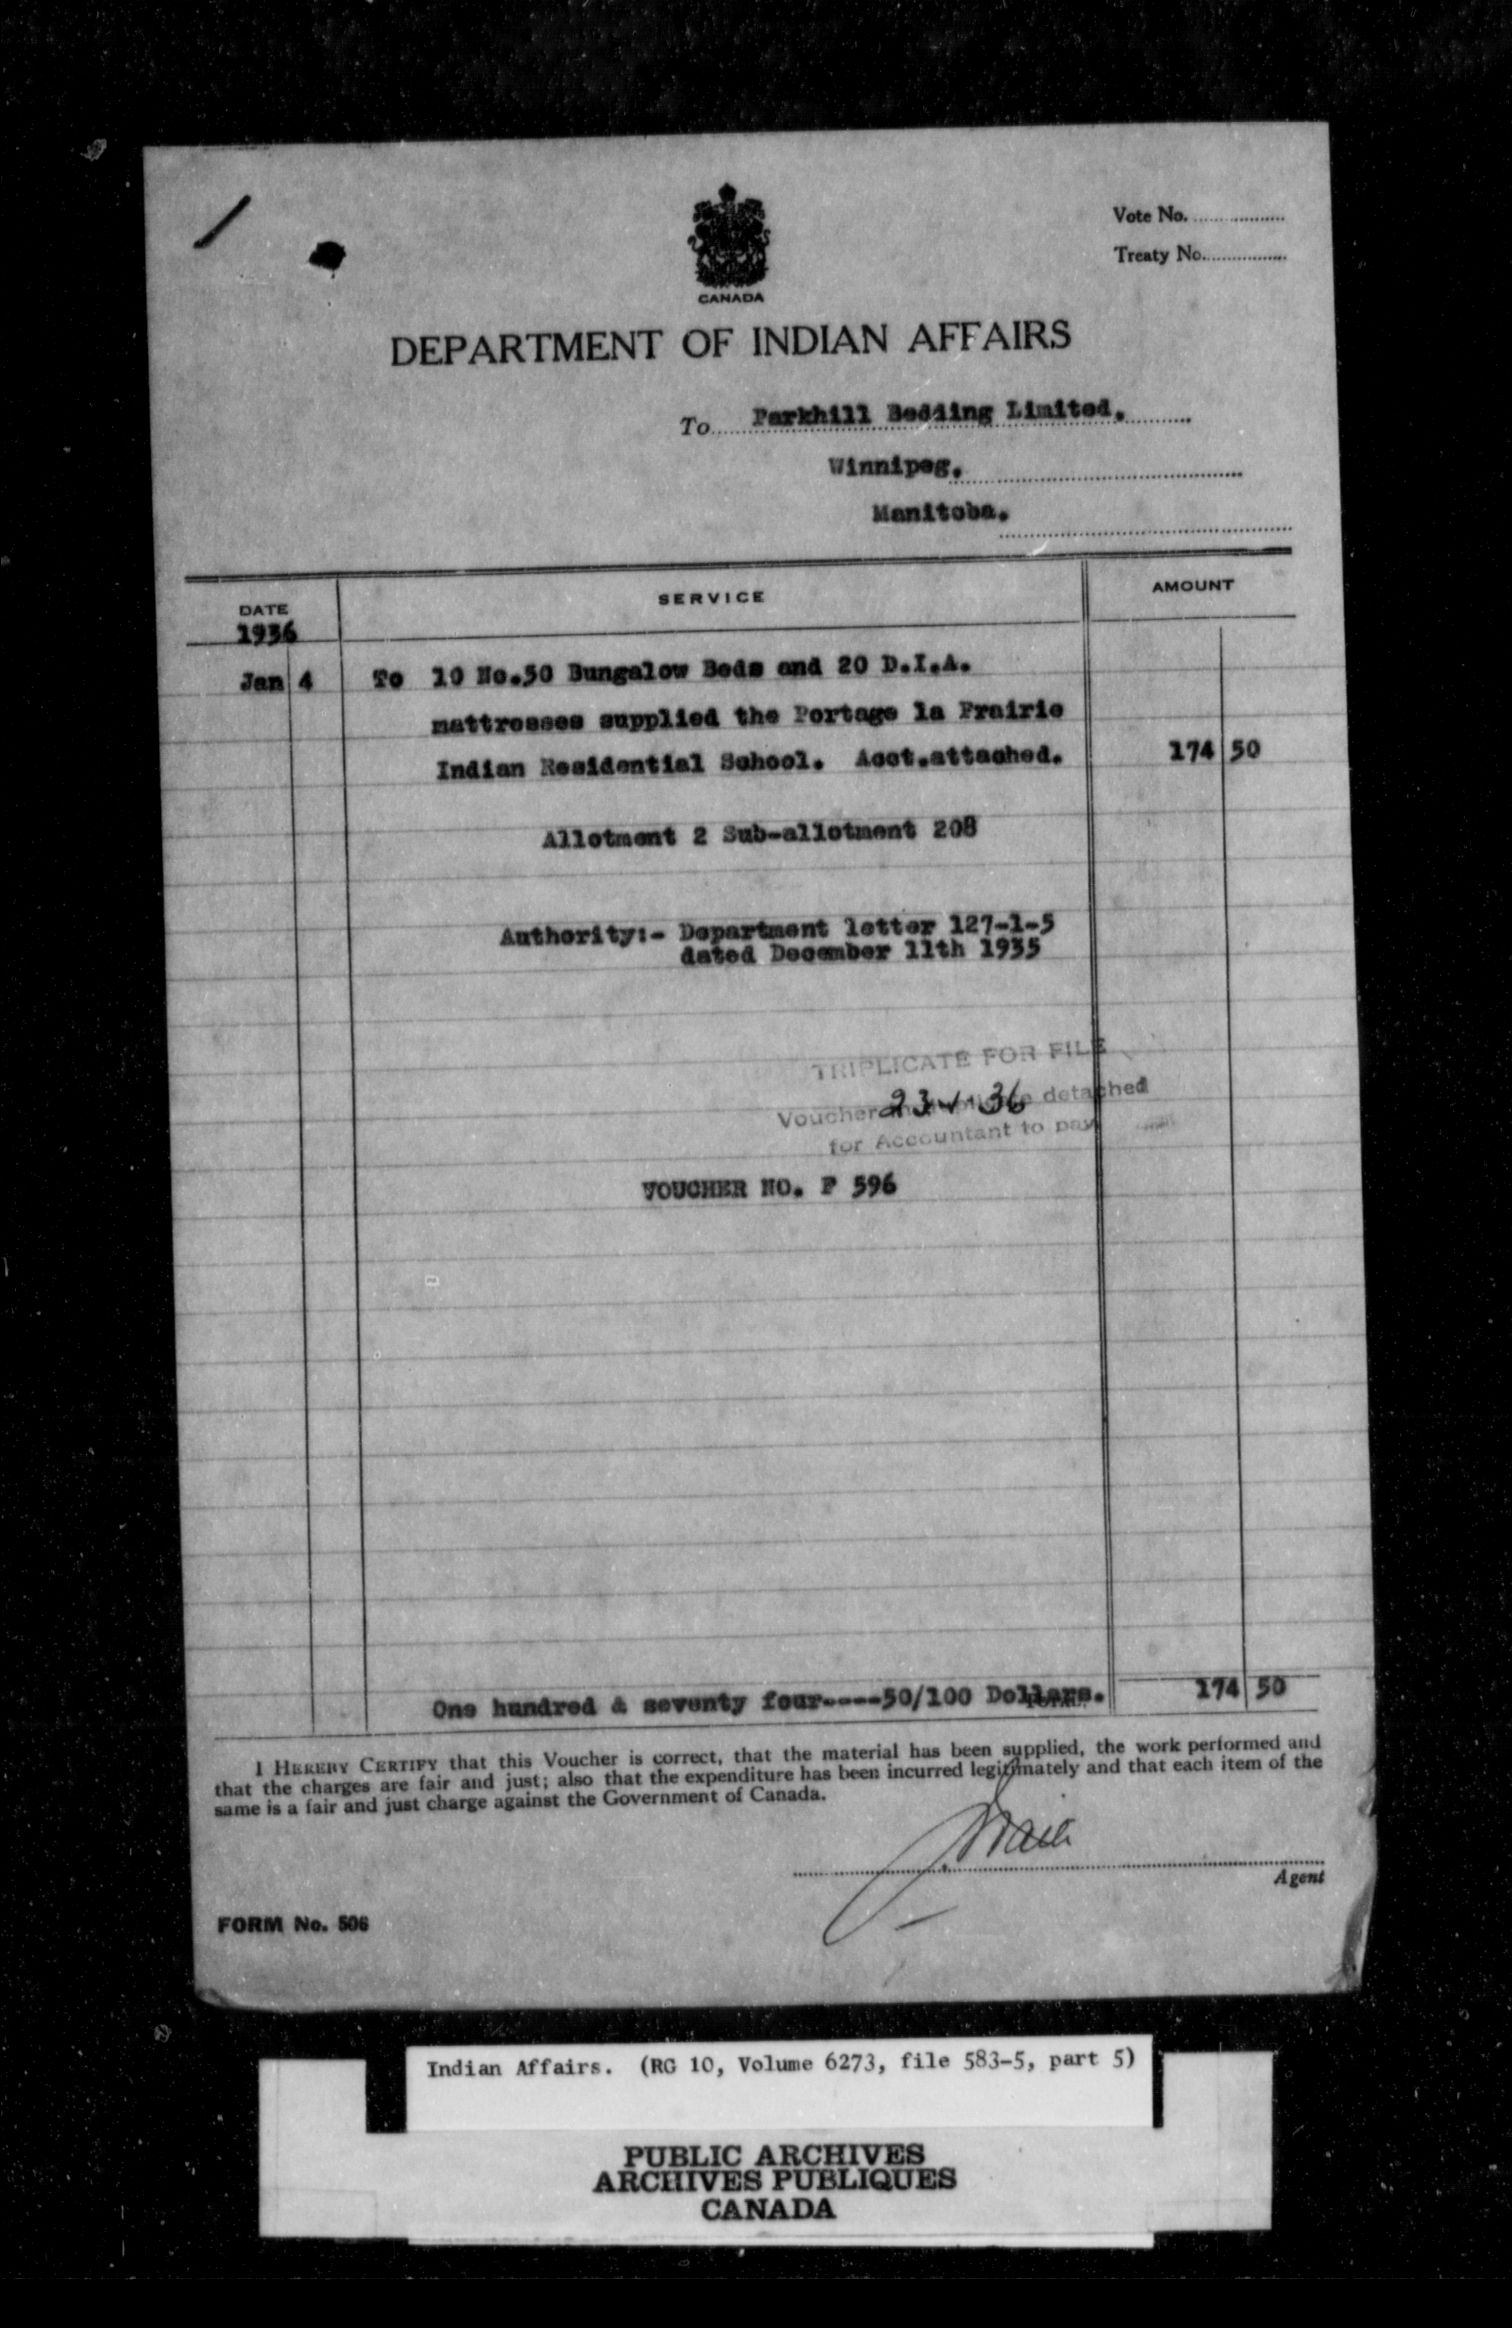 Vote No.
Treaty No.
CANADA
DEPARTMENT OF INDIAN AFFAIRS
To Parkhill Bedding Limited.
Winnipeg.
Manitoba.
DATE SERVICE AMOUNT
1936
Jan 4 To 10 No.50 Bungalow Beds and 20 D.I.A.
mattresses supplied the Portage la Prairie
Indian Residential School. Acct.attached. 174 50
Allotment 2 Sub-allotment 208
Authority:- Department letter 127-1-5
dated December 11th 1935
TRIPLICATE FOR FILE
Voucher detached
23 1 36
for Accountant to pay
VOUCHER NO. F 596
One hundred & seventy four----50/100 Dollars. 174 50
I HEREBY CERTIFY that this Voucher is correct, that the material has been supplied, the work performed and
that the charges are fair and just; also that the expenditure has been incurred legitimately and that each item of the
same is a fair and just charge against the Government of Canada.
Agent
FORM No. 506
Indian Affairs. (RG 10, Volume 6273, file 583-5, part 5)
PUBLIC ARCHIVES
ARCHIVES PUBLIQUES
CANADA